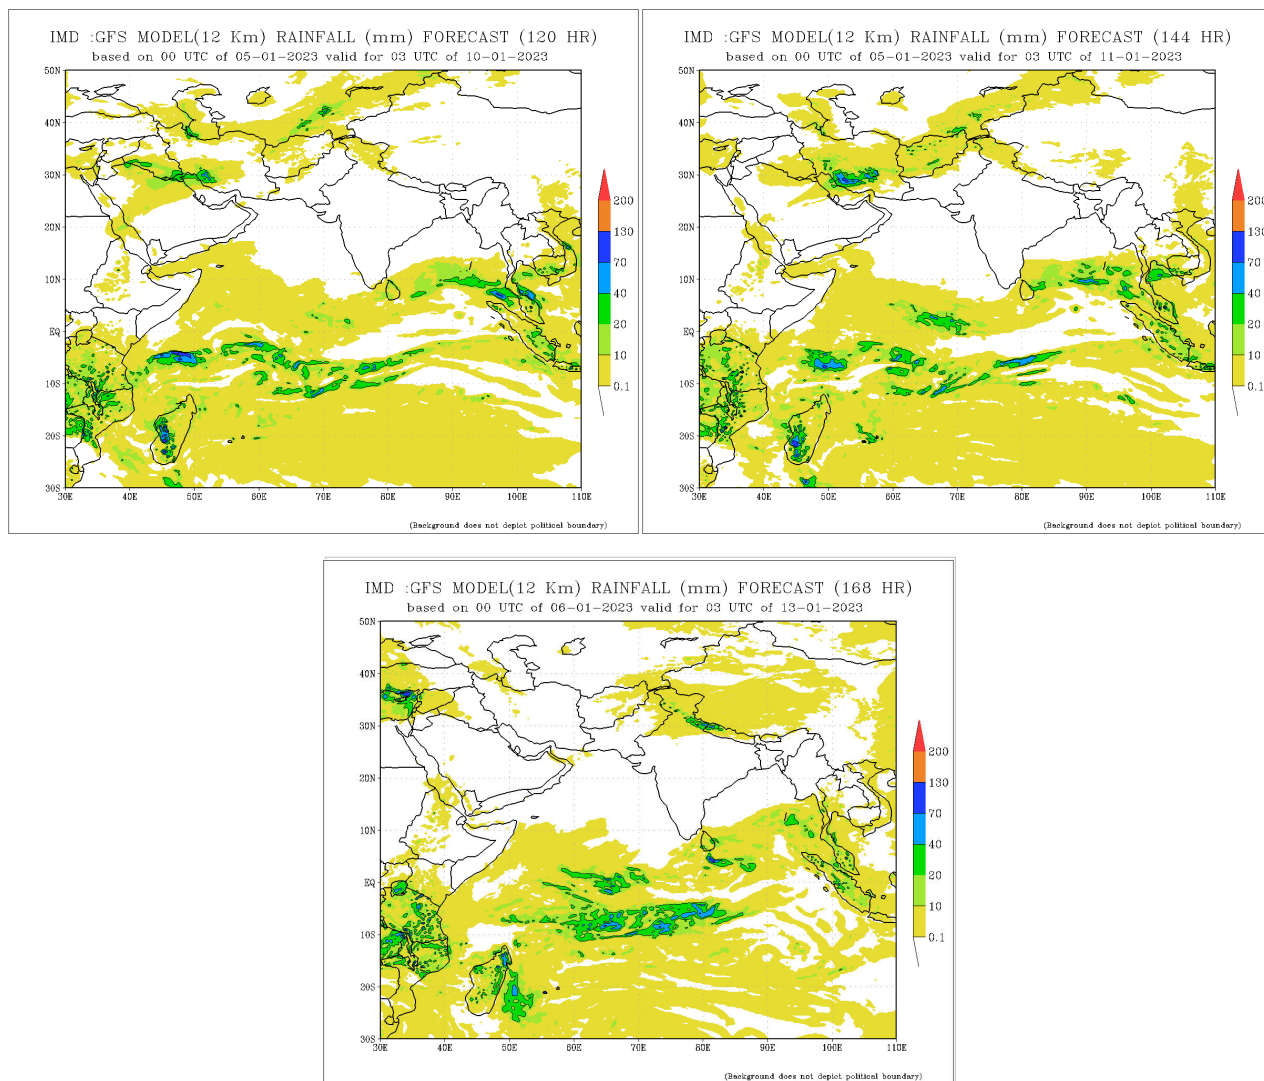 IMD :GFS MODEL(12 Km) RAINFALL (mm) FORECAST (120 HR)
based on 00 UTC of 05-01-2023 valid for 03 UTC of 10-01-2023
50N
40N
30N
20N
10N
EQ
10S
20S
30S
30E 40E 50E 60E 70E 80E 90E 100E 110E
200
130
70
40
20
10
0.1
(Background does not depict political boundary)
IMD :GFS MODEL(12 Km) RAINFALL (mm) FORECAST (144 HR)
based on 00 UTC of 05-01-2023 valid for 03 UTC of 11-01-2023
50N
40N
30N
20N
10N
EQ
10S
20S
30S
30E 40E 50E 60E 70E 80E 90E 100E 110E
200
130
70
40
20
10
0.1
(Background does not depict political boundary)
IMD :GFS MODEL(12 Km) RAINFALL (mm) FORECAST (168 HR)
based on 00 UTC of 06-01-2023 valid for 03 UTC of 13-01-2023
50N
40N
30N
20N
10N
EQ
10S
20S
30S
30E 40E 50E 60E 70E 80E 90E 100E 110E
200
130
70
40
20
10
0.1
(Background does not depict political boundary)